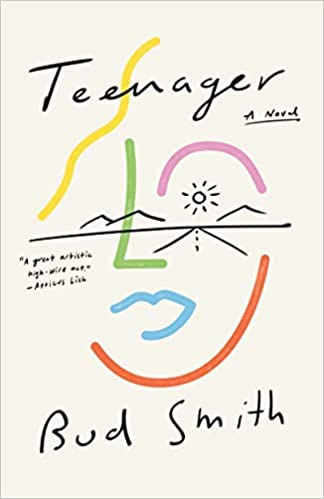 Teenager
A Novel
"A great artistic
high-wire act."
—Atticus Lish
Bud Smith